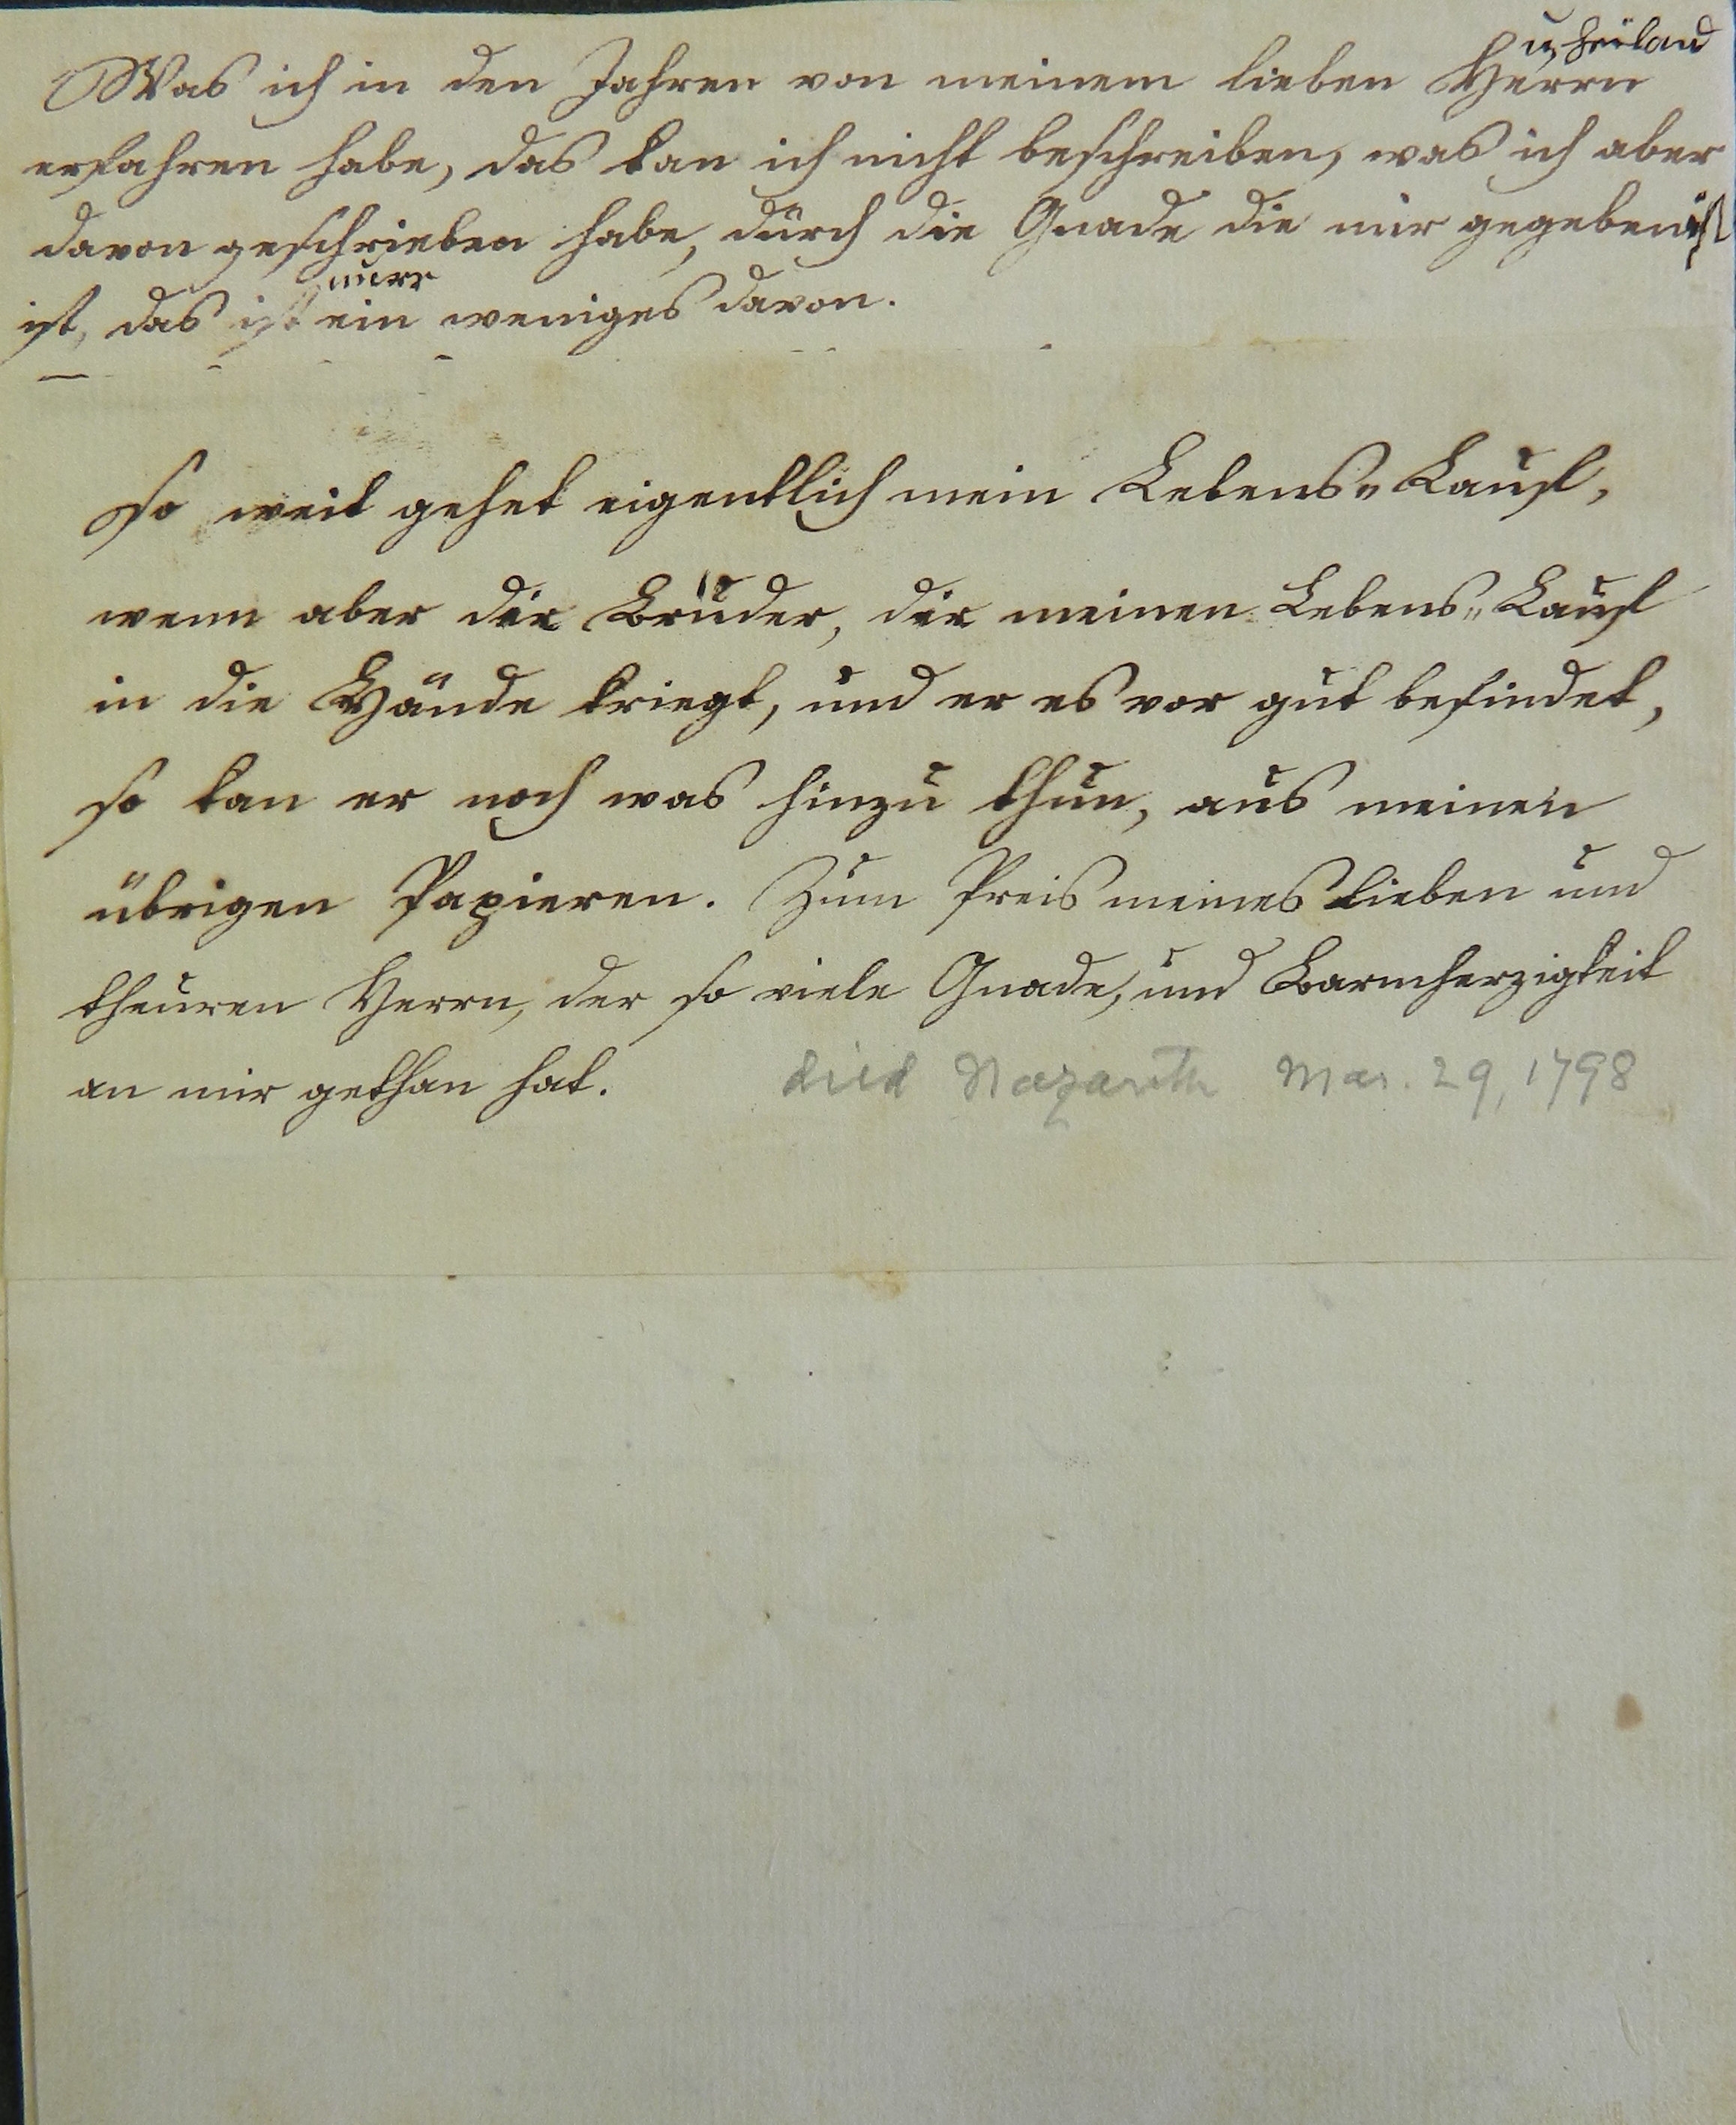 u. Heiland
Was ich in den Jahren von meinem lieben Herrn
erfahren habe, das kan ich nicht beschreiben, was ich aber
davon geschrieben habe, durch die Gnade die mir gegeben ist
nurr
ist, das ist ein weniges davon.
So weit gehet eigentlich mein Lebens„Lauf,
wenn aber der Bruder, der meinen Lebens„Lauf
in die Hände kriegt, und er es vor gut befindet,
so kan er noch was hinzu thun, aus meinen
übrigen Papieren. Zum Preis meines lieben und
theuren Herrn, der so viele Gnade, und Barmherzigkeit
an mir gethan hat. died Nazareth Mar. 29, 1798